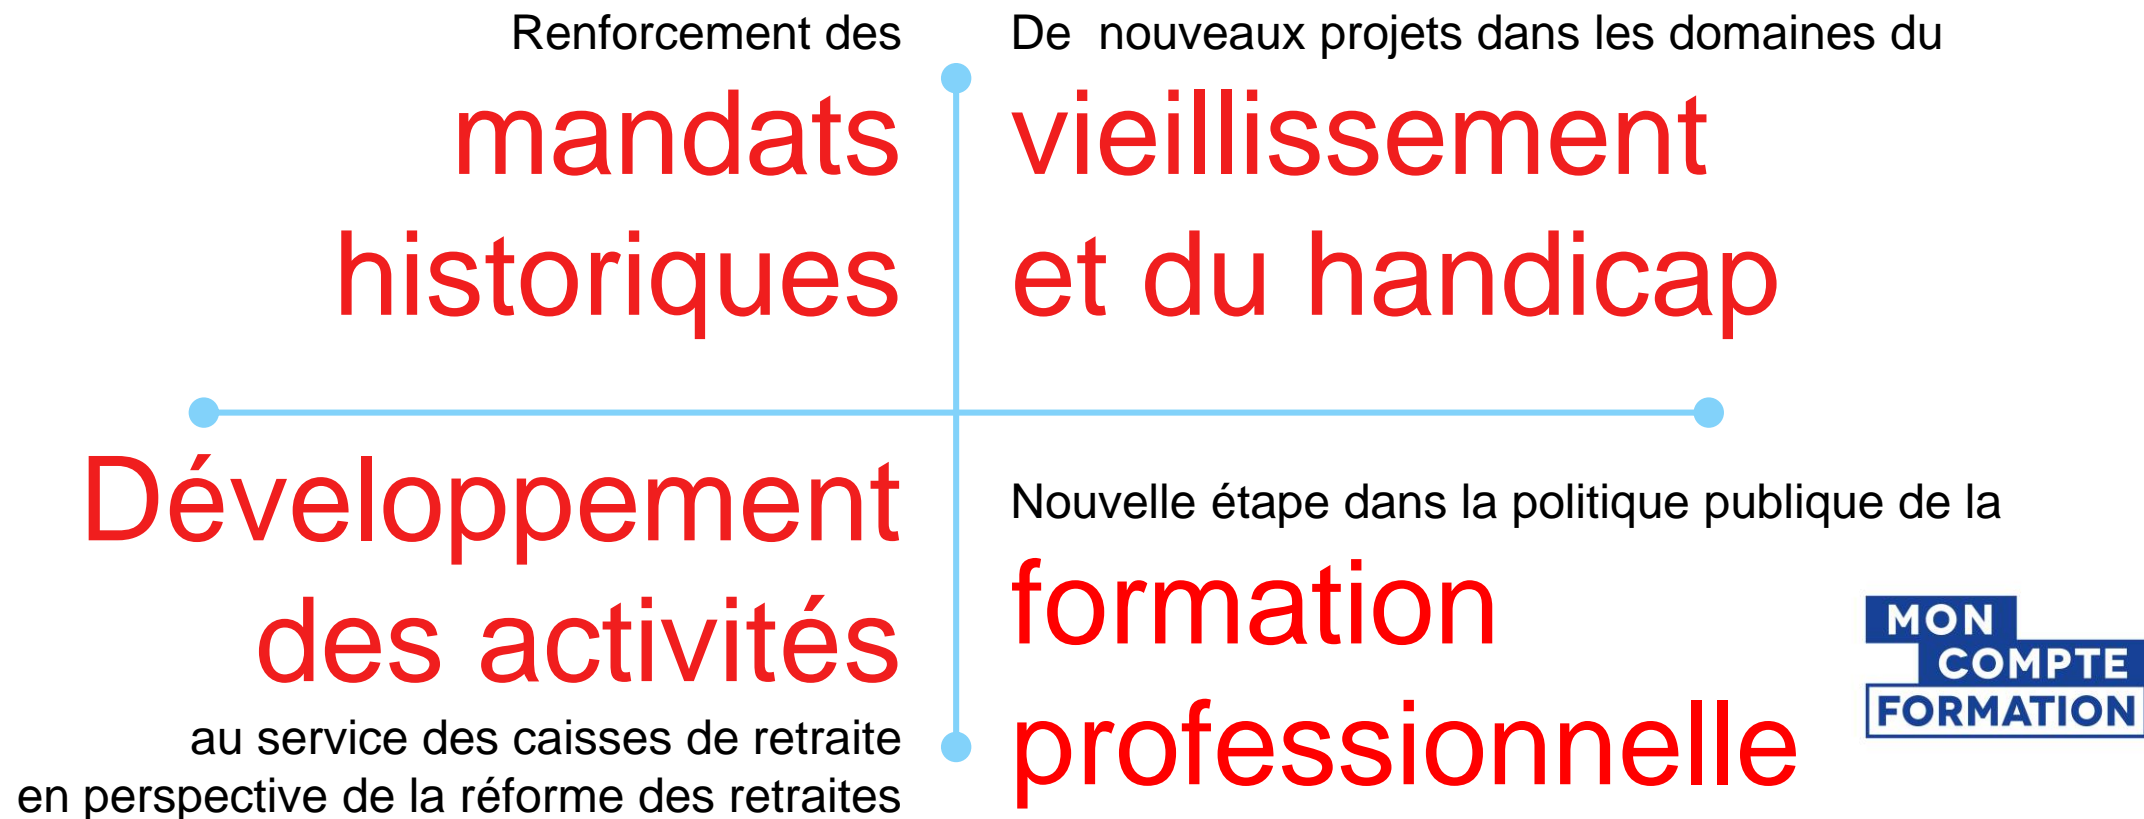 Renforcement des
mandats
historiques
De nouveaux projets dans les domaines du
vieillissement
et du handicap
Développement
des activités
au service des caisses de retraite
en perspective de la réforme des retraites
Nouvelle étape dans la politique publique de la
formation
professionnelle
MON
COMPTE
FORMATION